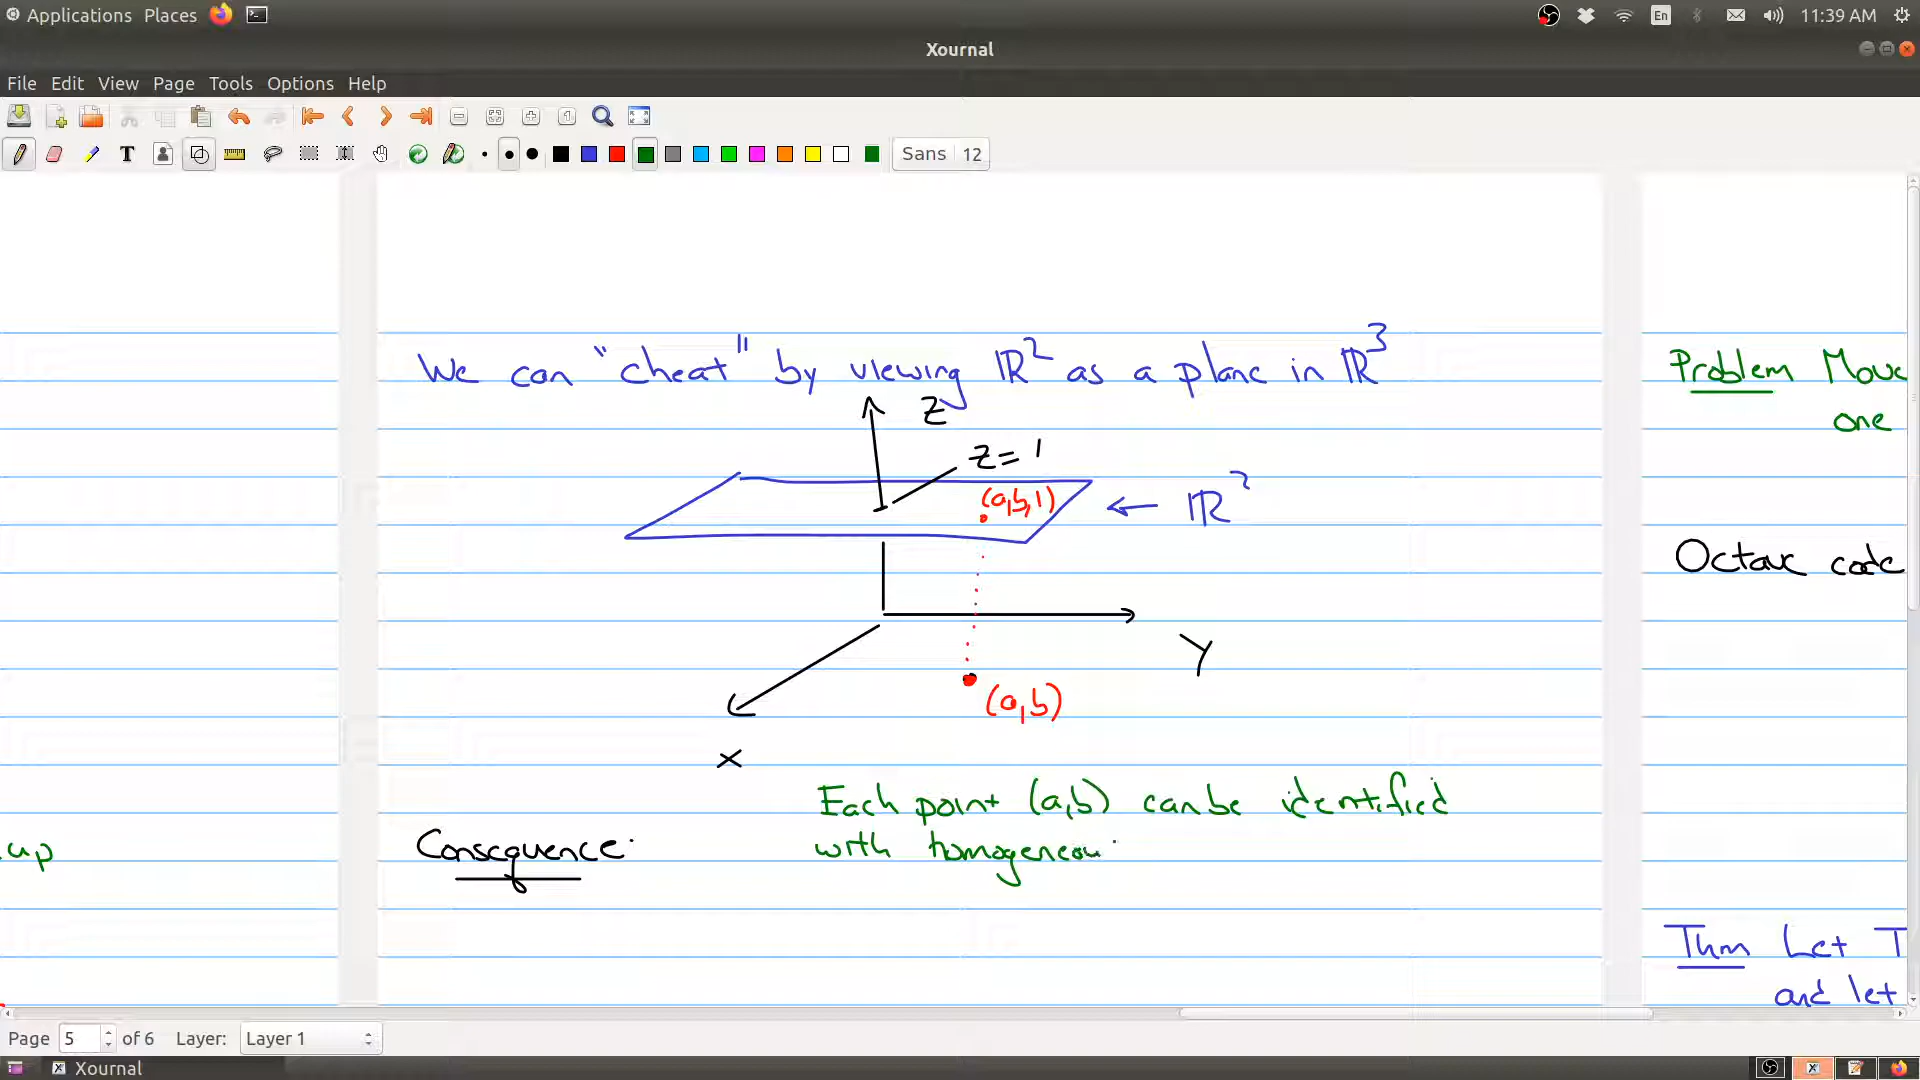 Applications Places En 11:39 AM
Xournal
File Edit View Page Tools Options Help
T Sans 12
We can "cheat" by viewing ℝ² as a plane in ℝ³
Z
Z=1
(a,b,1)
← ℝ²
Y
(a,b)
X
Each point (a,b) can be identified
Consequence:
with homogeneou
up
Problem Move
one
Octave code
Thm Let T
and let
Page 5 of 6 Layer: Layer 1
Xournal